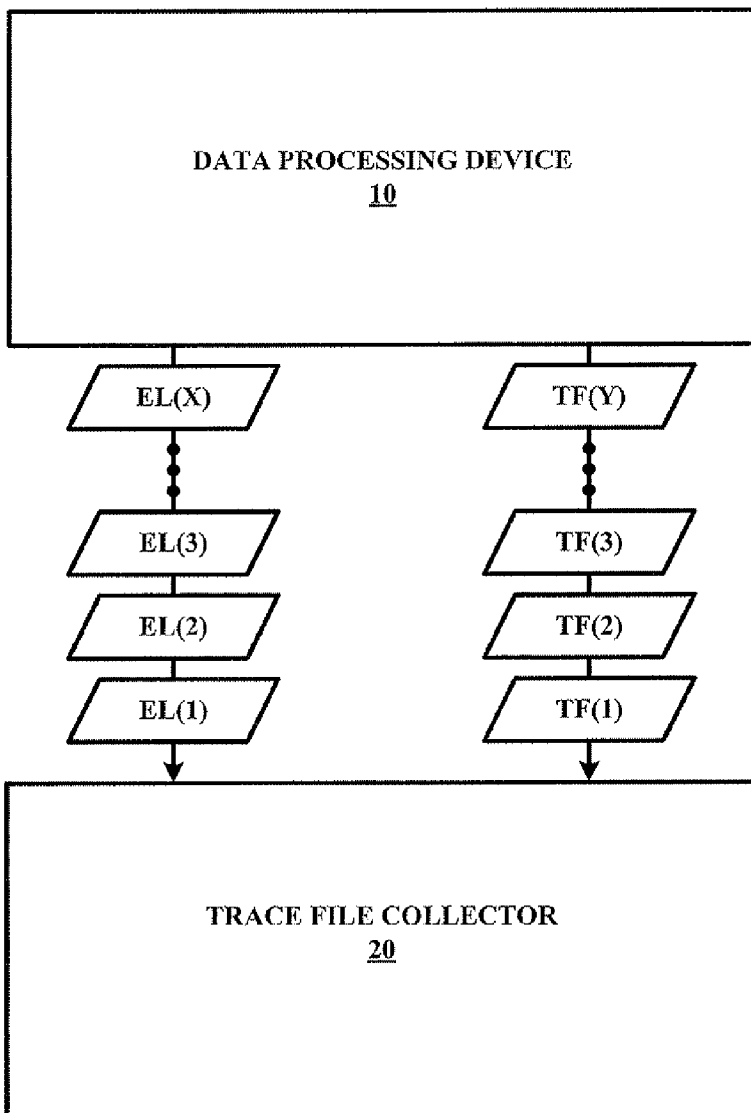 DATA PROCESSING DEVICE
10
EL(X) TF(Y)
EL(3) TF(3)
EL(2) TF(2)
EL(1) TF(1)
TRACE FILE COLLECTOR
20